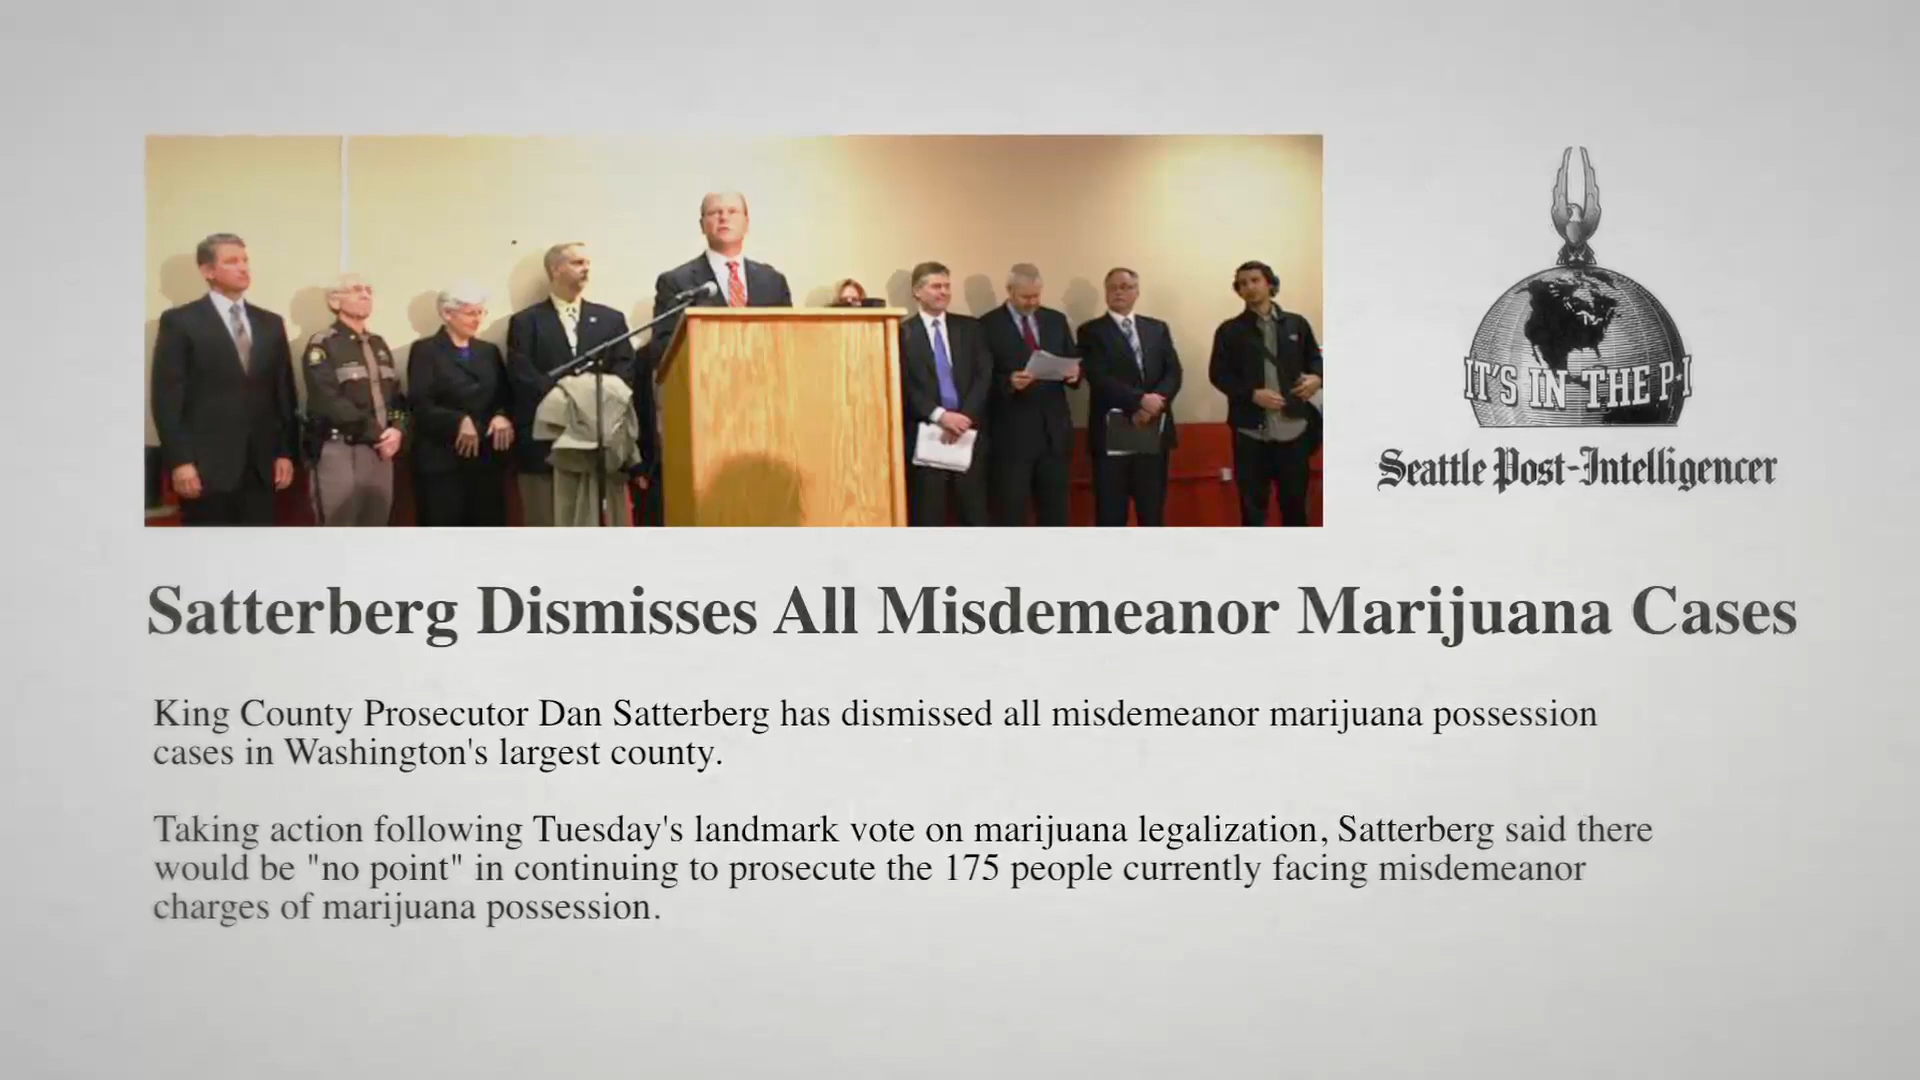 IT'S IN THE P-I
Seattle Post-Intelligencer
Satterberg Dismisses All Misdemeanor Marijuana Cases
King County Prosecutor Dan Satterberg has dismissed all misdemeanor marijuana possession
cases in Washington's largest county.
Taking action following Tuesday's landmark vote on marijuana legalization, Satterberg said there
would be "no point" in continuing to prosecute the 175 people currently facing misdemeanor
charges of marijuana possession.